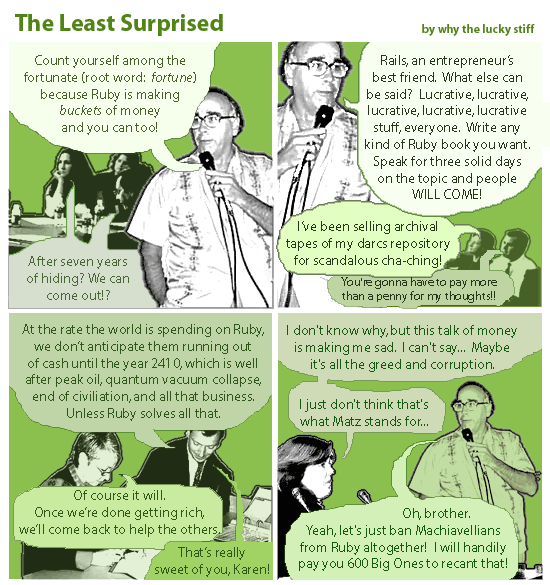 The Least Surprised
by why the lucky stiff
Count yourself among the
fortunate (root word: fortune)
because Ruby is making
buckets of money
and you can too!
After seven years
of hiding? We can
come out!?
Rails, an entrepreneur's
best friend. What else can
be said? Lucrative, lucrative,
lucrative, lucrative, lucrative
stuff, everyone. Write any
kind of Ruby book you want.
Speak for three solid days
on the topic and people
WILL COME!
I've been selling archival
tapes of my darcs repository
for scandalous cha-ching!
You're gonna have to pay more
than a penny for my thoughts!!
At the rate the world is spending on Ruby,
we don't anticipate them running out
of cash until the year 2410, which is well
after peak oil, quantum vacuum collapse,
end of civiliation, and all that business.
Unless Ruby solves all that.
Of course it will.
Once we're done getting rich,
we'll come back to help the others.
That's really
sweet of you, Karen!
I don't know why, but this talk of money
is making me sad. I can't say... Maybe
it's all the greed and corruption.
I just don't think that's
what Matz stands for...
Oh, brother.
Yeah, let's just ban Machiavellians
from Ruby altogether! I will handily
pay you 600 Big Ones to recant that!